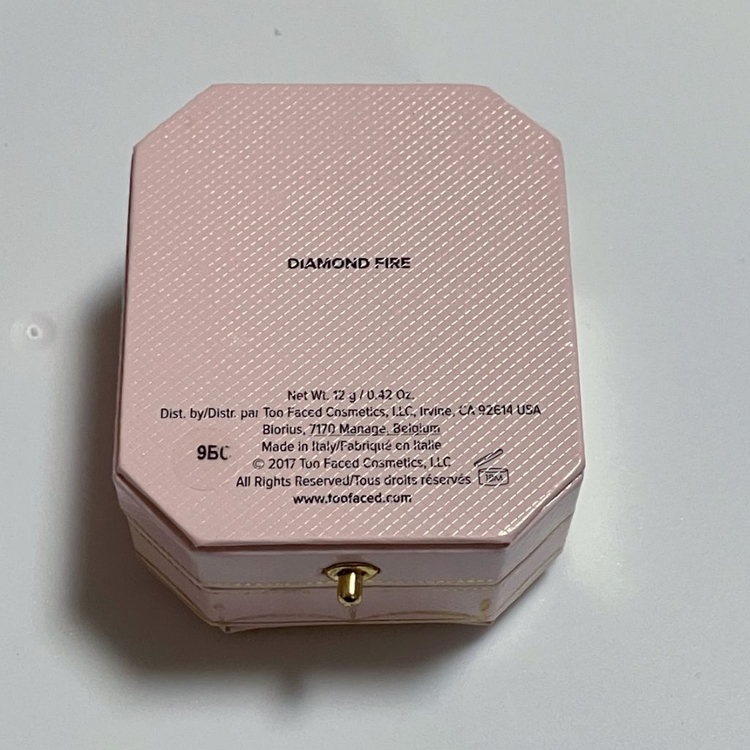 DIAMOND FIRE
Net Wt. 12 g / 0.42 Oz.
Dist. by/Distr. par Too Faced Cosmetics, LLC, Irvine, CA 92614 USA
Biorius, 7170 Manage, Belgium
Made in Italy/Fabriqué en Italie
© 2017 Too Faced Cosmetics, LLC
All Rights Reserved/Tous droits réservés
www.toofaced.com